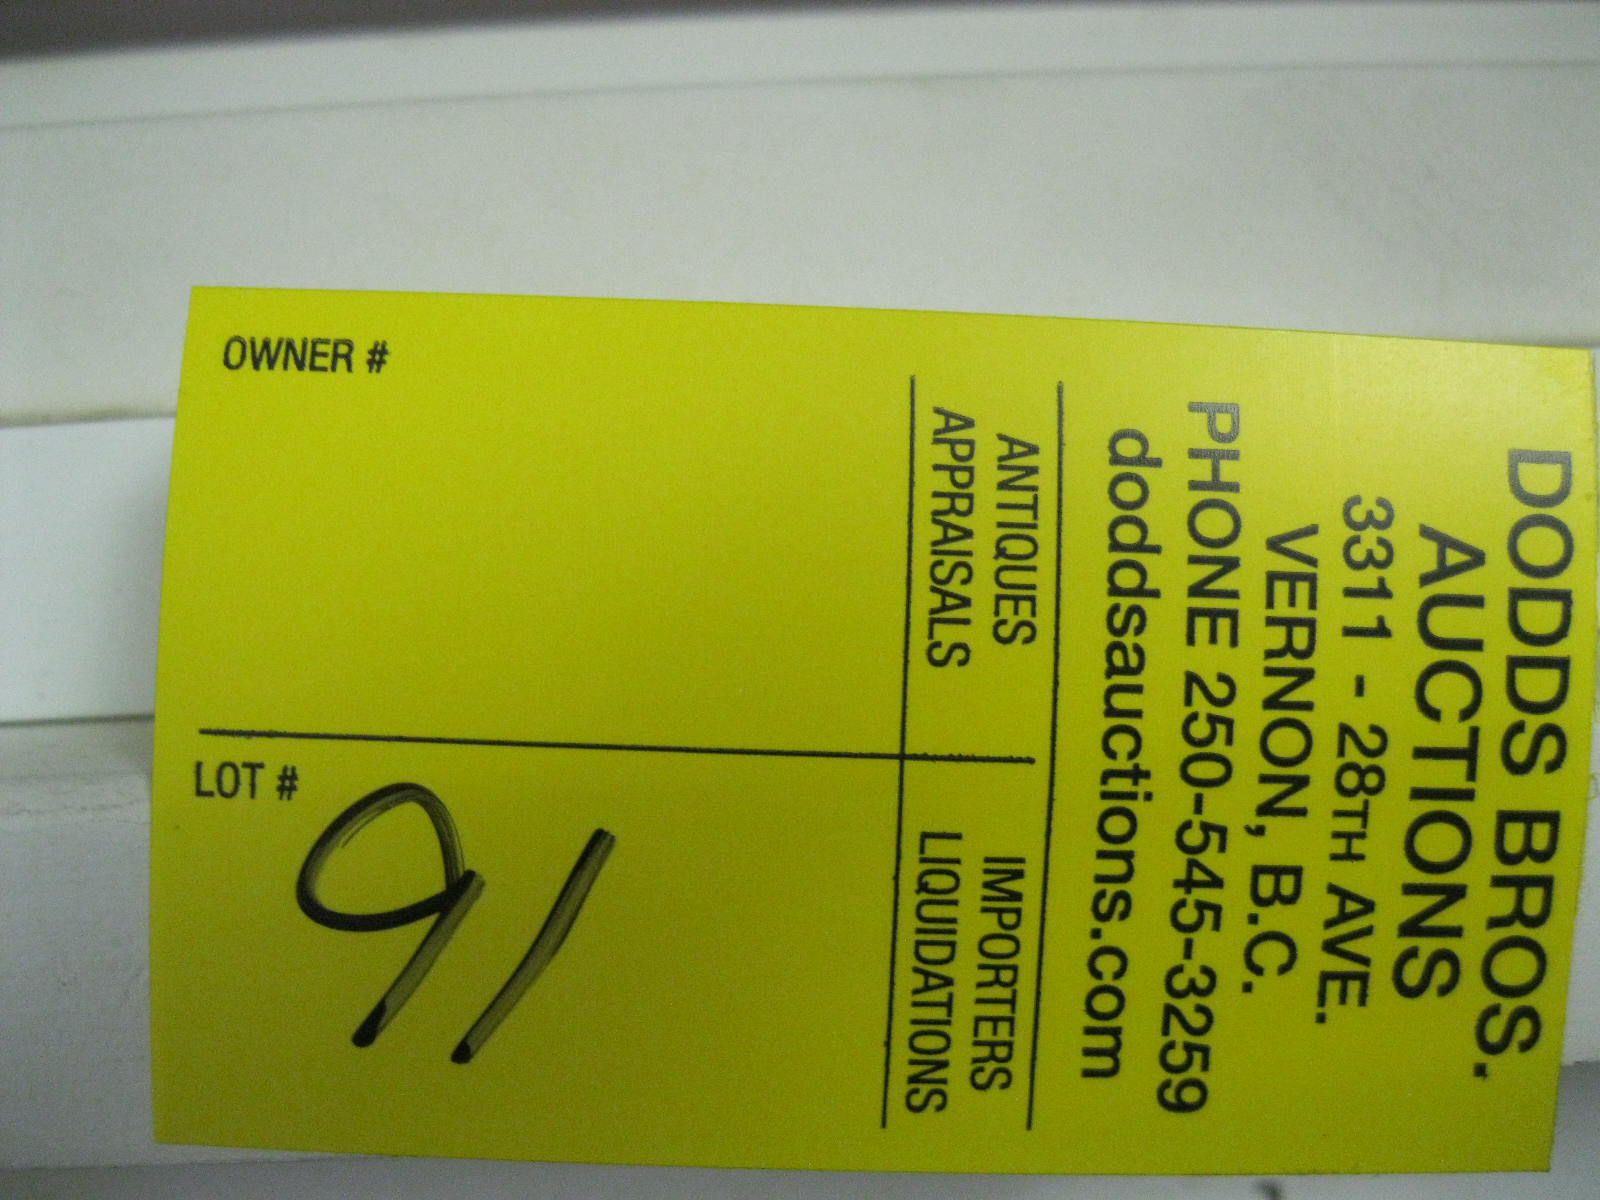 DODDS BROS.
AUCTIONS
3311 - 28TH AVE.
VERNON, B.C.
PHONE 250-545-3259
doddsauctions.com
ANTIQUES
APPRAISALS
IMPORTERS
LIQUIDATIONS
OWNER #
LOT #
91